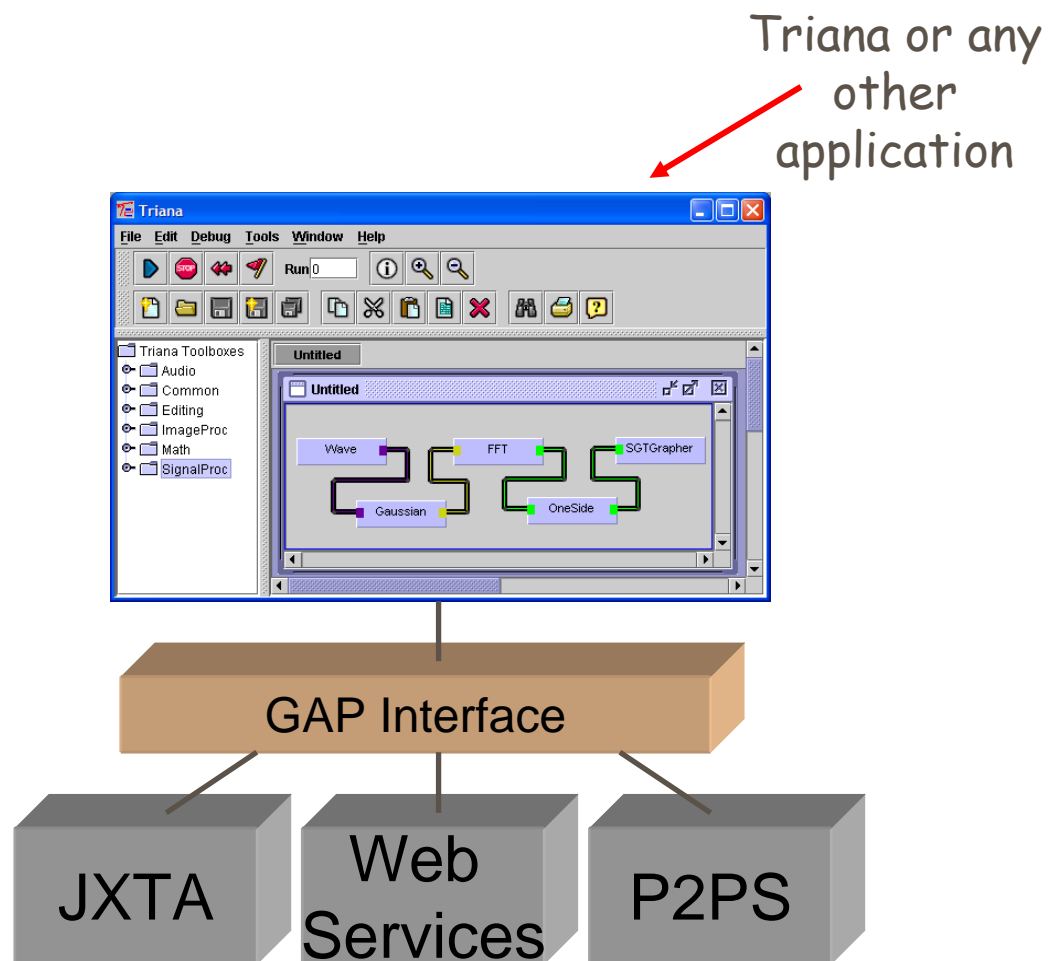 Triana or any
other
application
Triana
File Edit Debug Tools Window Help
STOP Run 0
Triana Toolboxes
Audio
Common
Editing
ImageProc
Math
SignalProc
Untitled
Untitled
Wave FFT SGTGrapher
Gaussian OneSide
GAP Interface
JXTA
Web
Services
P2PS